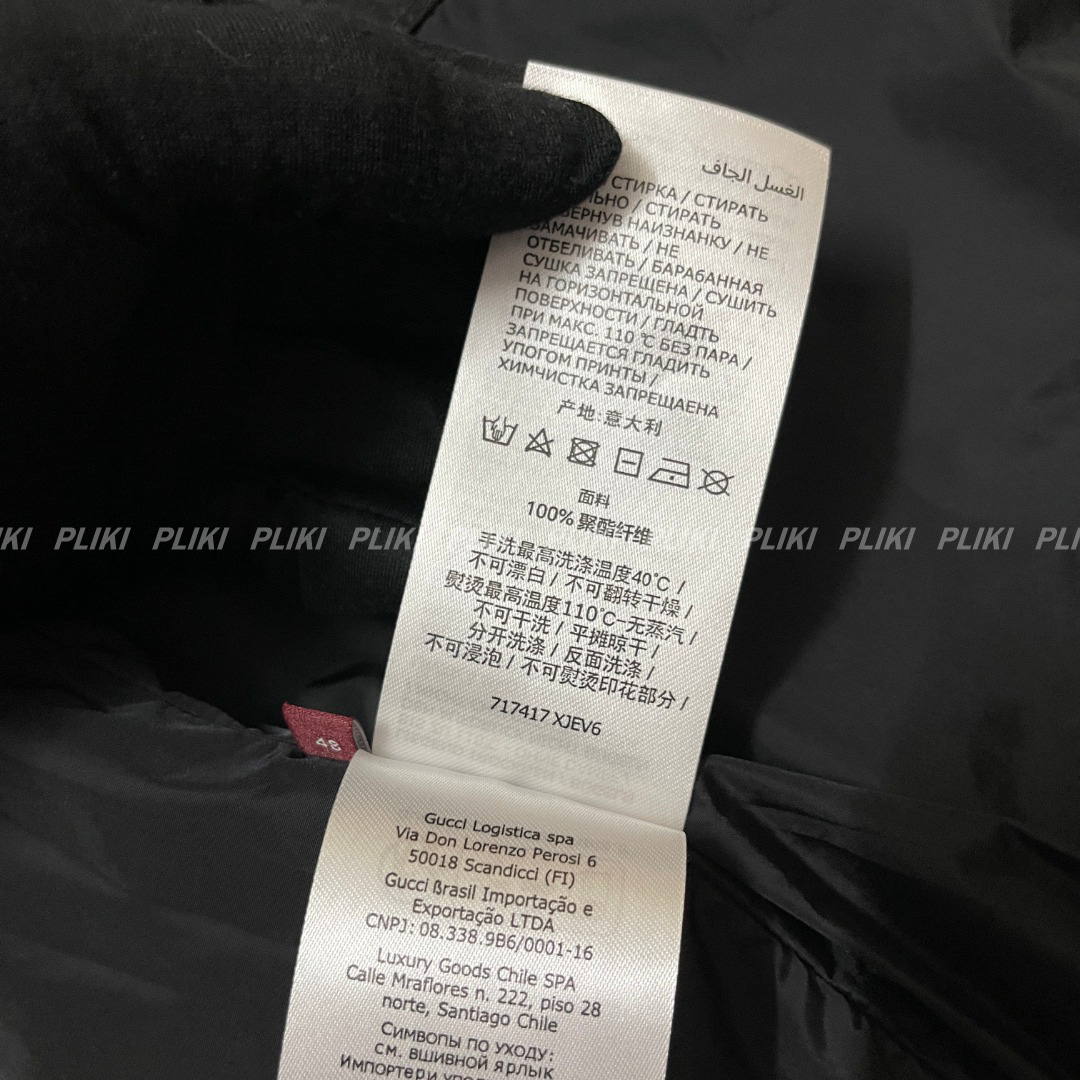 الغسل الجاف
СТИРКА / СТИРАТЬ
ЛЬНО / СТИРАТЬ
ВЕРНУВ НАИЗНАНКУ / НЕ
ЗАМАЧИВАТЬ / НЕ
ОТБЕЛИВАТЬ / БАРАБАННАЯ
СУШКА ЗАПРЕЩЕНА / СУШИТЬ
НА ГОРИЗОНТАЛЬНОЙ
ПОВЕРХНОСТИ / ГЛАДТЬ
ПРИ МАКС. 110 ℃ БЕЗ ПАРА /
ЗАПРЕЩАЕТСЯ ГЛАДИТЬ
УПОГОМ ПРИНТЫ /
ХИМЧИСТКА ЗАПРЕЩАЕНА
产地:意大利
面料
100% 聚酯纤维
PLIKI PLIKI PLIKI PLIKI PLIKI PLIKI
手洗最高洗涤温度40℃ /
不可漂白 / 不可翻转干燥 /
熨烫最高温度110℃-无蒸汽 /
不可干洗 / 平摊晾干 /
分开洗涤 / 反面洗涤 /
不可浸泡 / 不可熨烫印花部分 /
717417 XJEV6
48
Gucci Logistica spa
Via Don Lorenzo Perosi 6
50018 Scandicci (FI)
Gucci ßrasil Importação e
Exportação LTDA
CNPJ: 08.338.9B6/0001-16
Luxury Goods Chile SPA
Calle Mraflores n. 222, piso 28
norte, Santiago Chile
Символы по уходу:
см. вшивной ярлык
Импортери